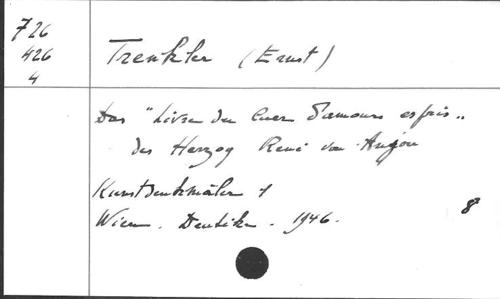 726
426
4
Trenkler (Ernst)
Das "Livre du Cuer d'amours espris"
des Herzog René von Anjou
Kunstdenkmäler 1
Wien. Deutike. 1946.
8